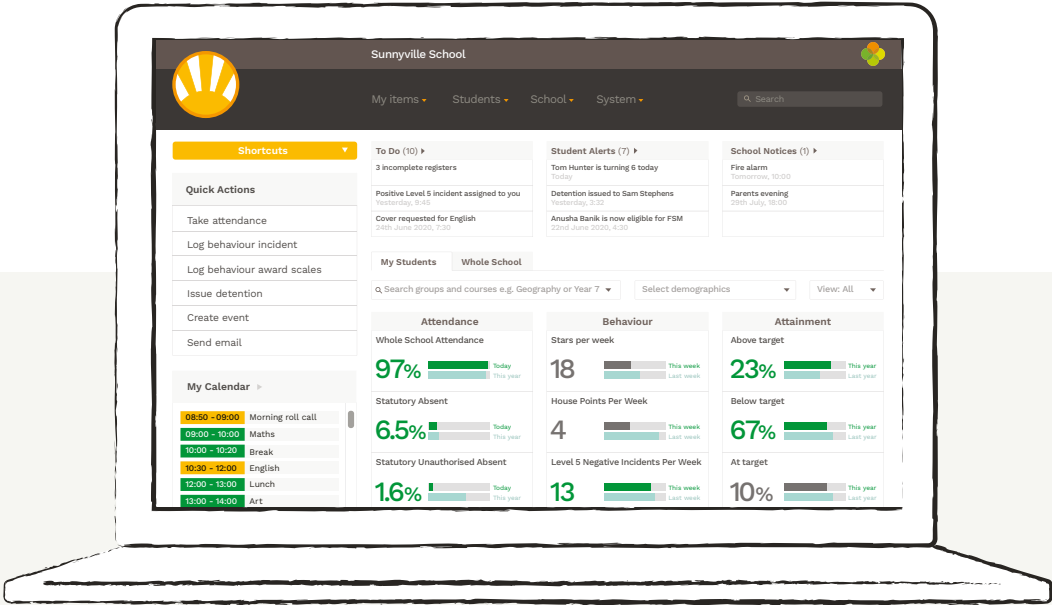 Sunnyville School
My items
Students
School
System
Search
Shortcuts
Quick Actions
Take attendance
Log behaviour incident
Log behaviour award scales
Issue detention
Create event
Send email
My Calendar
08:50 - 09:00 Morning roll call
09:00 - 10:00 Maths
10:00 - 10:20 Break
10:30 - 12:00 English
12:00 - 13:00 Lunch
13:00 - 14:00 Art
To Do (10)
3 incomplete registers
Positive Level 5 incident assigned to you
Yesterday, 9:45
Cover requested for English
24th June 2020, 7:30
Student Alerts (7)
Tom Hunter is turning 6 today
Today
Detention issued to Sam Stephens
Yesterday, 3:32
Anusha Banik is now eligible for FSM
22nd June 2020, 4:30
School Notices (1)
Fire alarm
Tomorrow, 10:00
Parents evening
29th July, 18:00
My Students
Whole School
Search groups and courses e.g. Geography or Year 7
Select demographics
View: All
Attendance
Whole School Attendance
97% Today
This year
Statutory Absent
6.5% Today
This year
Statutory Unauthorised Absent
1.6% Today
This year
Behaviour
Stars per week
18 This week
Last week
House Points Per Week
4 This week
Last week
Level 5 Negative Incidents Per Week
13 This week
Last week
Attainment
Above target
23% This year
Last year
Below target
67% This year
Last year
At target
10% This year
Last year